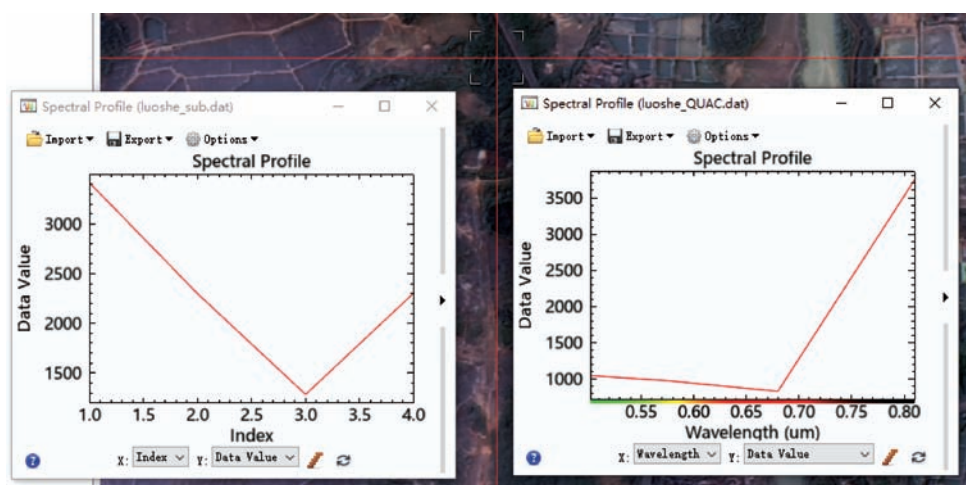 Spectral Profile (luoshe_sub.dat)
Import Export Options
Spectral Profile
Data Value
3000
2500
2000
1500
1.0 1.5 2.0 2.5 3.0 3.5 4.0
Index
? X: Index Y: Data Value
Spectral Profile (luoshe_QUAC.dat)
Import Export Options
Spectral Profile
Data Value
3500
3000
2500
2000
1500
1000
0.55 0.60 0.65 0.70 0.75 0.80
Wavelength (um)
? X: Wavelength Y: Data Value